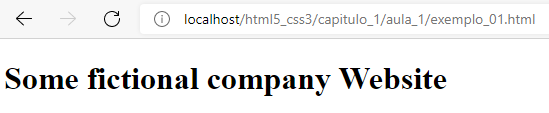 localhost/html5_css3/capitulo_1/aula_1/exemplo_01.html
Some fictional company Website